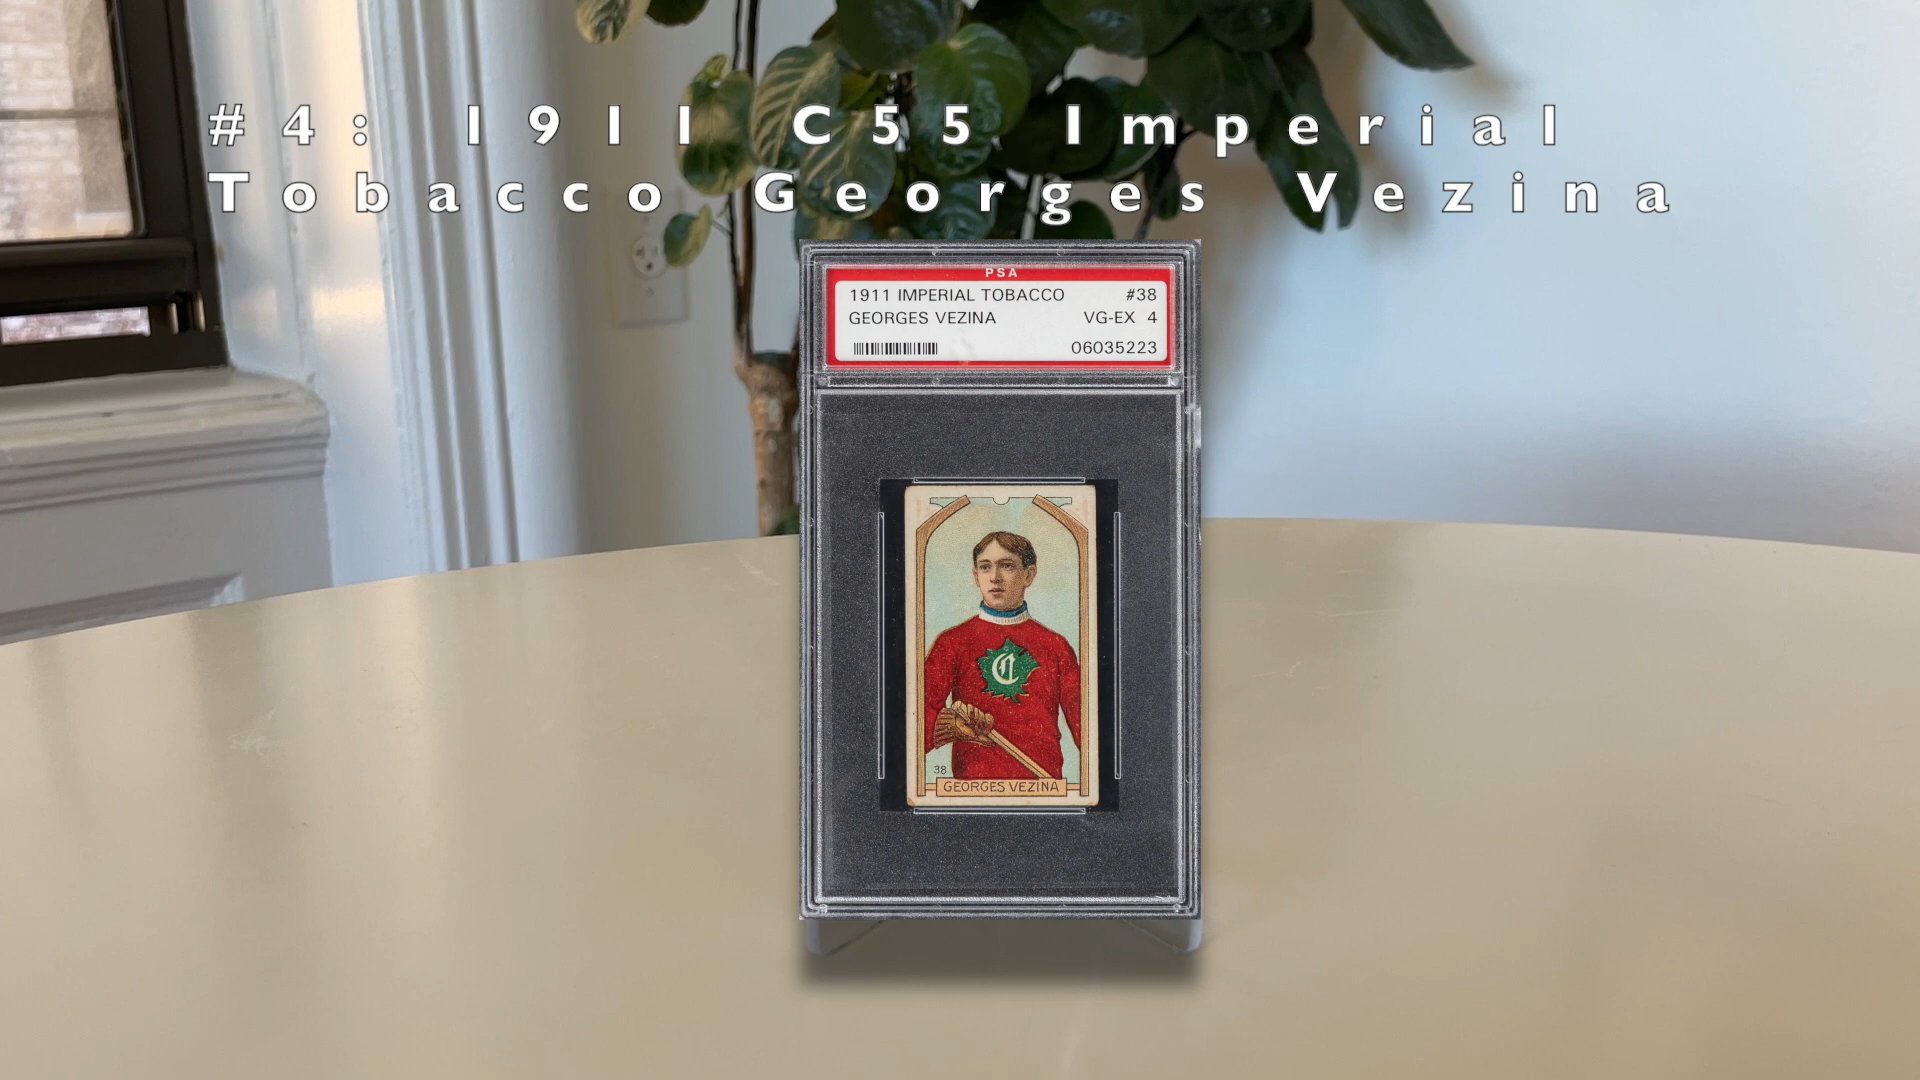 #4: 1911 C55 Imperial
Tobacco Georges Vezina
PSA
1911 IMPERIAL TOBACCO #38
GEORGES VEZINA VG-EX 4
06035223
C
38
GEORGES VEZINA